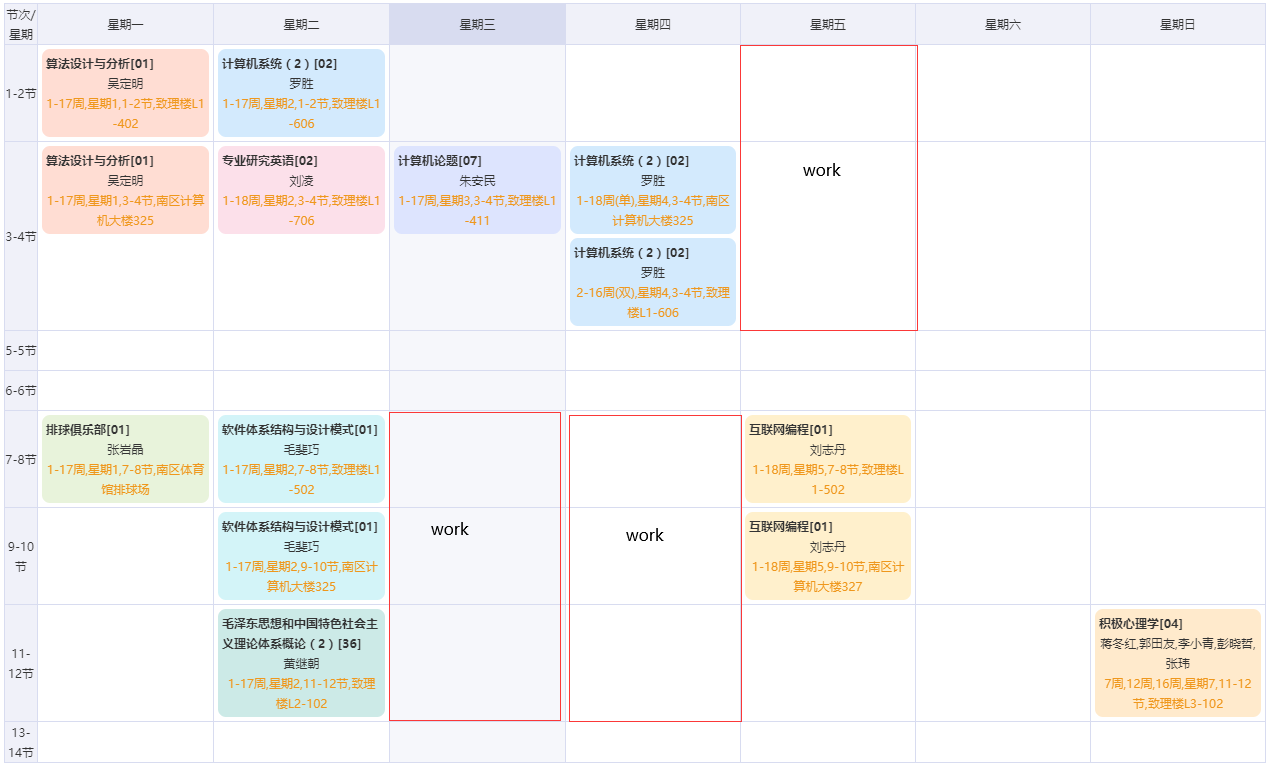 节次/
星期
星期一
星期二
星期三
星期四
星期五
星期六
星期日
1-2节
算法设计与分析[01]
吴定明
1-17周,星期1,1-2节,致理楼L1
-402
计算机系统（2）[02]
罗胜
1-17周,星期2,1-2节,致理楼L1
-606
3-4节
算法设计与分析[01]
吴定明
1-17周,星期1,3-4节,南区计算
机大楼325
专业研究英语[02]
刘凌
1-18周,星期2,3-4节,致理楼L1
-706
计算机论题[07]
朱安民
1-17周,星期3,3-4节,致理楼L1
-411
计算机系统（2）[02]
罗胜
1-18周(单),星期4,3-4节,南区
计算机大楼325
计算机系统（2）[02]
罗胜
2-16周(双),星期4,3-4节,致理
楼L1-606
work
5-5节
6-6节
7-8节
排球俱乐部[01]
张岩晶
1-17周,星期1,7-8节,南区体育
馆排球场
软件体系结构与设计模式[01]
毛斐巧
1-17周,星期2,7-8节,致理楼L1
-502
互联网编程[01]
刘志丹
1-18周,星期5,7-8节,致理楼L
1-502
9-10
节
软件体系结构与设计模式[01]
毛斐巧
1-17周,星期2,9-10节,南区计
算机大楼325
work
work
互联网编程[01]
刘志丹
1-18周,星期5,9-10节,南区计
算机大楼327
11-
12节
毛泽东思想和中国特色社会主
义理论体系概论（2）[36]
黄继朝
1-17周,星期2,11-12节,致理
楼L2-102
积极心理学[04]
蒋冬红,郭田友,李小青,彭晓哲,
张玮
7周,12周,16周,星期7,11-12
节,致理楼L3-102
13-
14节